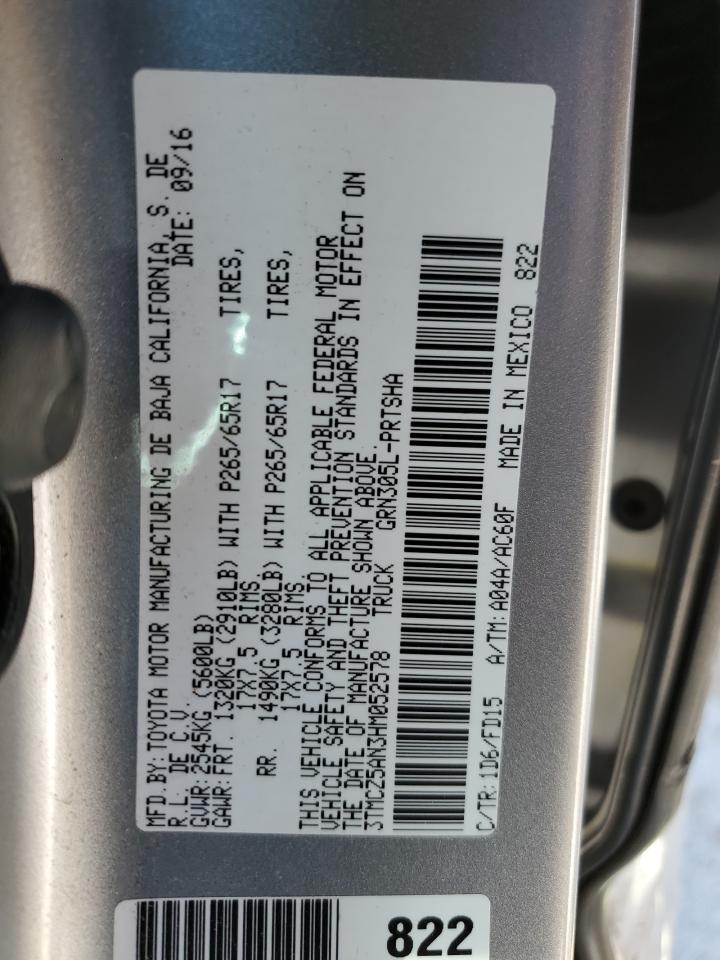 MFD.BY:TOYOTA MOTOR MANUFACTURING DE BAJA CALIFORNIA, S. DE
R.L. DE C.V. DATE: 09/16
GVWR:2545KG (5600LB)
GAWR:FRT. 1320KG (2910LB) WITH P265/65R17 TIRES,
17X7.5 RIMS.
RR. 1490KG (3280LB) WITH P265/65R17 TIRES,
17X7.5 RIMS.
THIS VEHICLE CONFORMS TO ALL APPLICABLE FEDERAL MOTOR
VEHICLE SAFETY AND THEFT PREVENTION STANDARDS IN EFFECT ON
THE DATE OF MANUFACTURE SHOWN ABOVE.
3TMCZ5AN3HM052578 TRUCK GRN305L-PRTSHA
C/TR:1D6/FD15 A/TM:A04A/AC60F MADE IN MEXICO 822
822